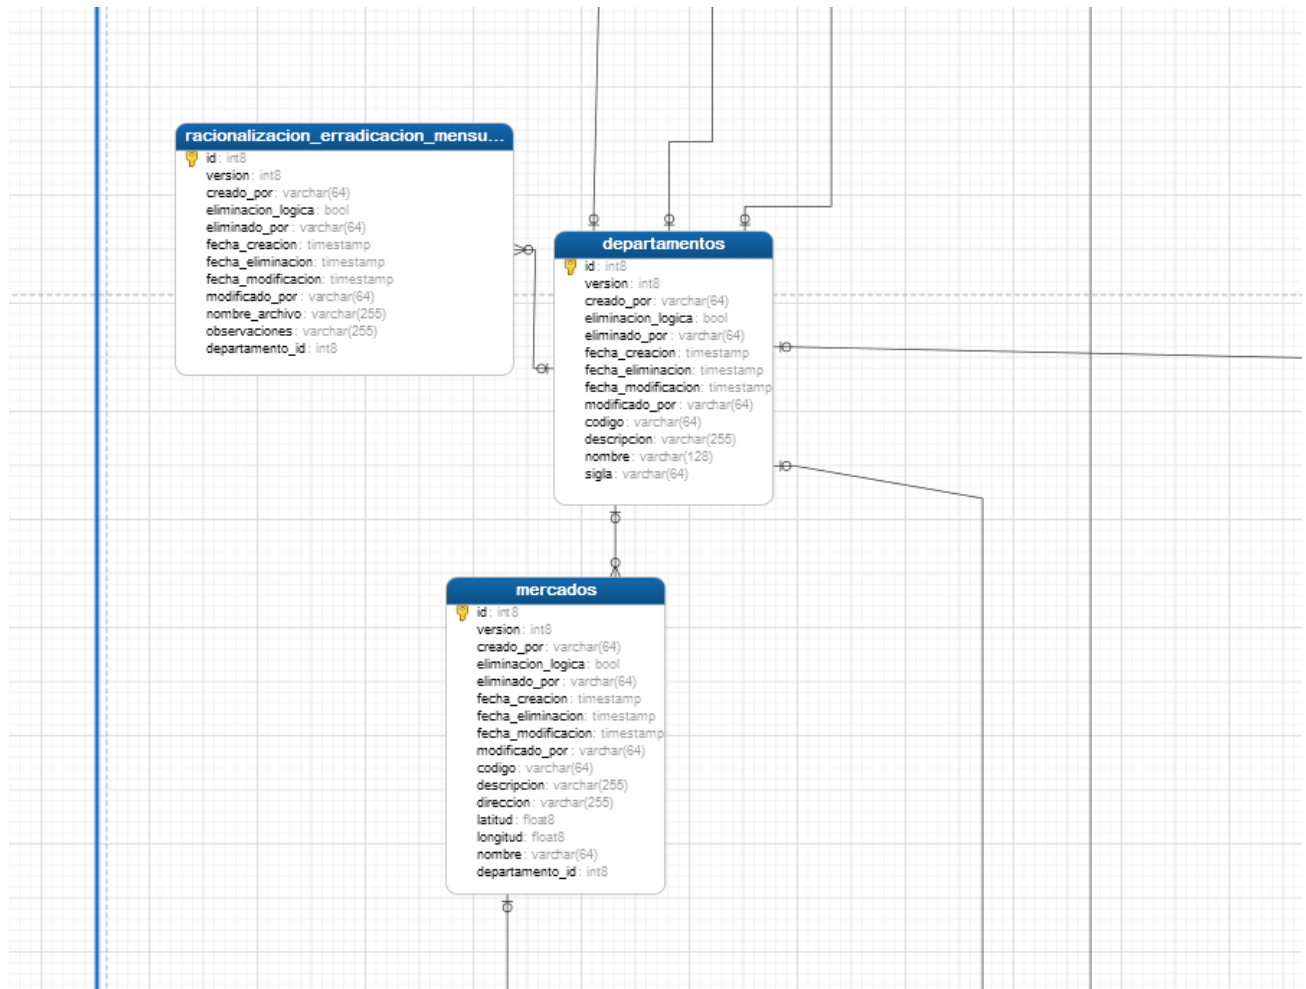 racionalizacion_erradicacion_mensu...
id: int8
version: int8
creado_por: varchar(64)
eliminacion_logica: bool
eliminado_por: varchar(64)
fecha_creacion: timestamp
fecha_eliminacion: timestamp
fecha_modificacion: timestamp
modificado_por: varchar(64)
nombre_archivo: varchar(255)
observaciones: varchar(255)
departamento_id: int8
departamentos
id: int8
version: int8
creado_por: varchar(64)
eliminacion_logica: bool
eliminado_por: varchar(64)
fecha_creacion: timestamp
fecha_eliminacion: timestamp
fecha_modificacion: timestamp
modificado_por: varchar(64)
codigo: varchar(64)
descripcion: varchar(255)
nombre: varchar(128)
sigla: varchar(64)
mercados
id: int8
version: int8
creado_por: varchar(64)
eliminacion_logica: bool
eliminado_por: varchar(64)
fecha_creacion: timestamp
fecha_eliminacion: timestamp
fecha_modificacion: timestamp
modificado_por: varchar(64)
codigo: varchar(64)
descripcion: varchar(255)
direccion: varchar(255)
latitud: float8
longitud: float8
nombre: varchar(64)
departamento_id: int8